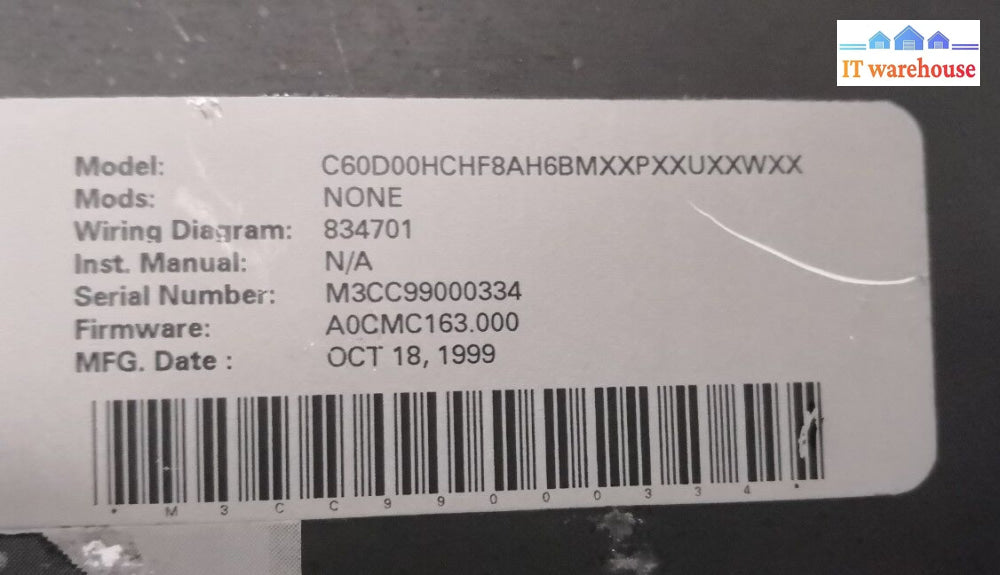 IT warehouse
Model: C60D00HCHF8AH6BMXXPXXUXXWXX
Mods: NONE
Wiring Diagram: 834701
Inst. Manual: N/A
Serial Number: M3CC99000334
Firmware: A0CMC163.000
MFG. Date : OCT 18, 1999
* M 3 C C 9 9 0 0 0 3 3 4 *